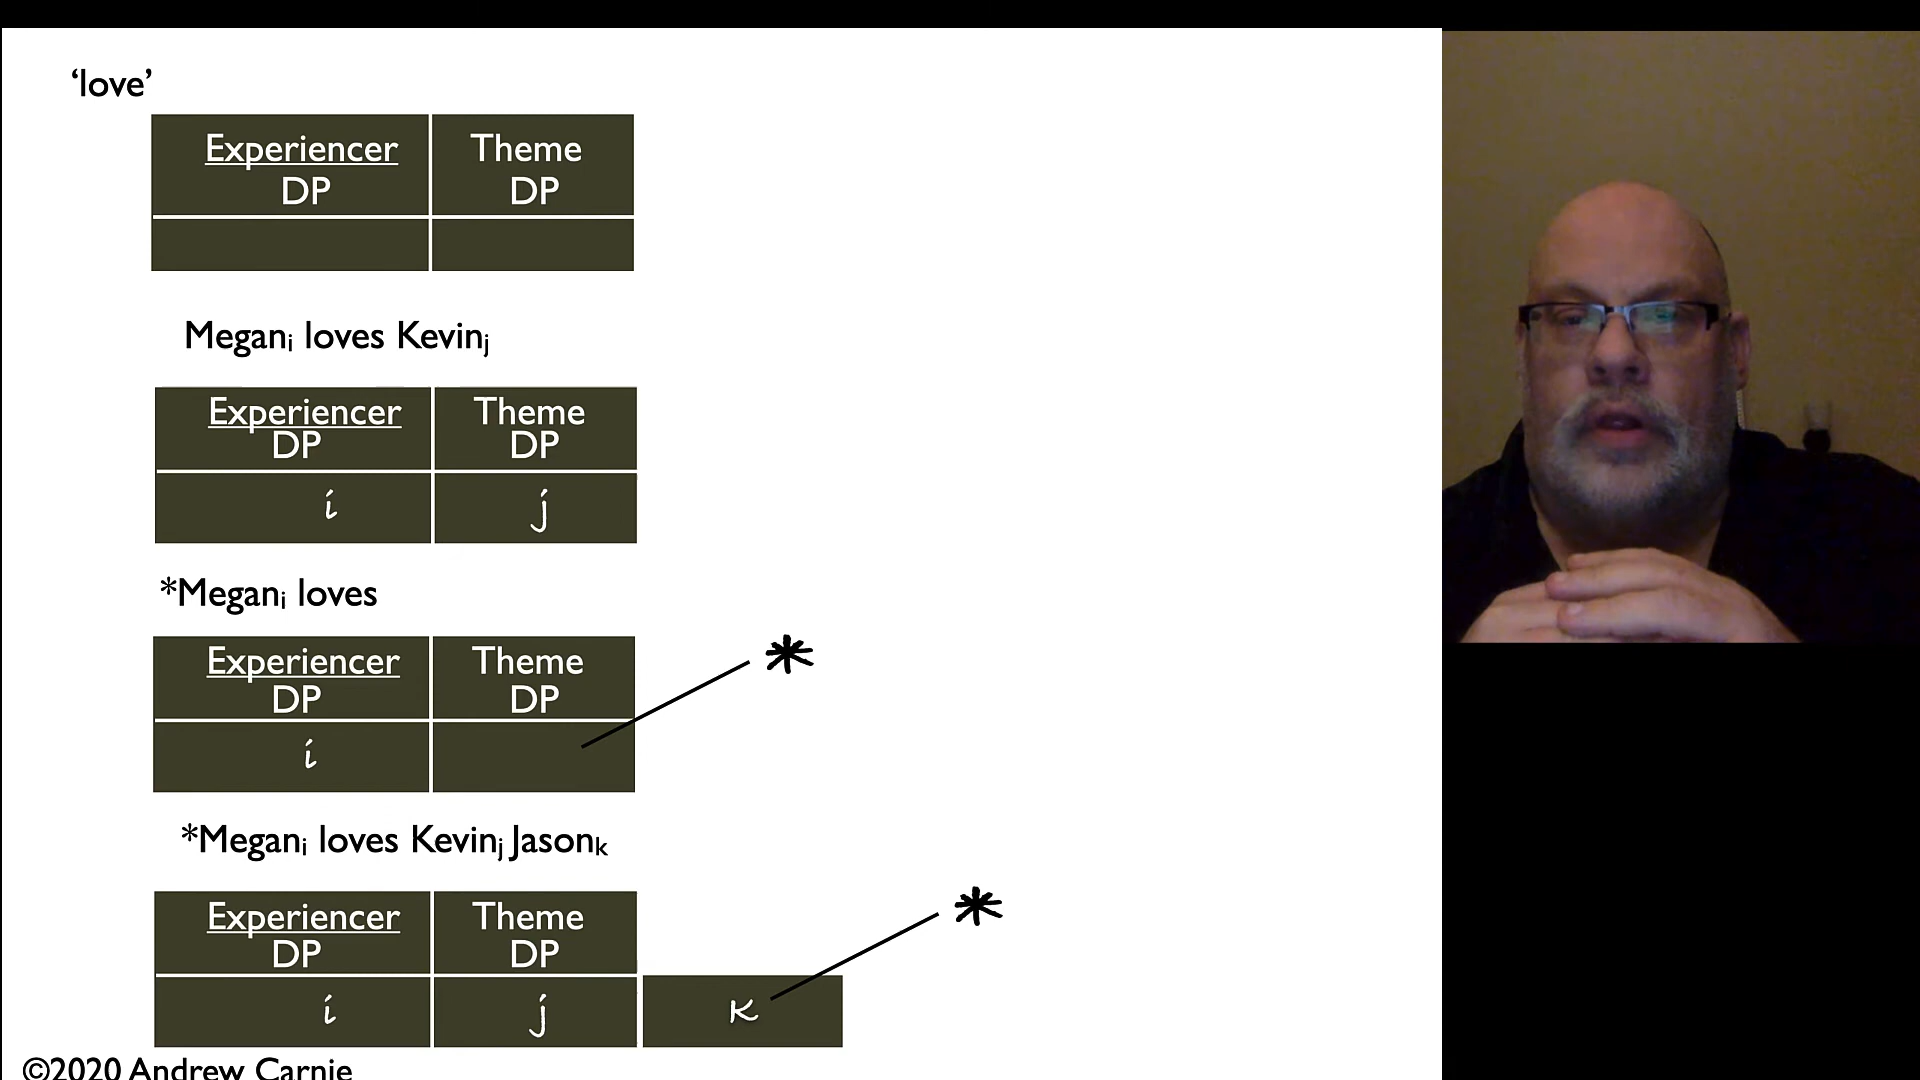 ‘love’
Experiencer Theme
DP DP
Meganᵢ loves Kevinⱼ
Experiencer Theme
DP DP
i j
*Meganᵢ loves
*
Experiencer Theme
DP DP
i
*Meganᵢ loves Kevinⱼ Jasonₖ
*
Experiencer Theme
DP DP
i j K
©2020 Andrew Carnie